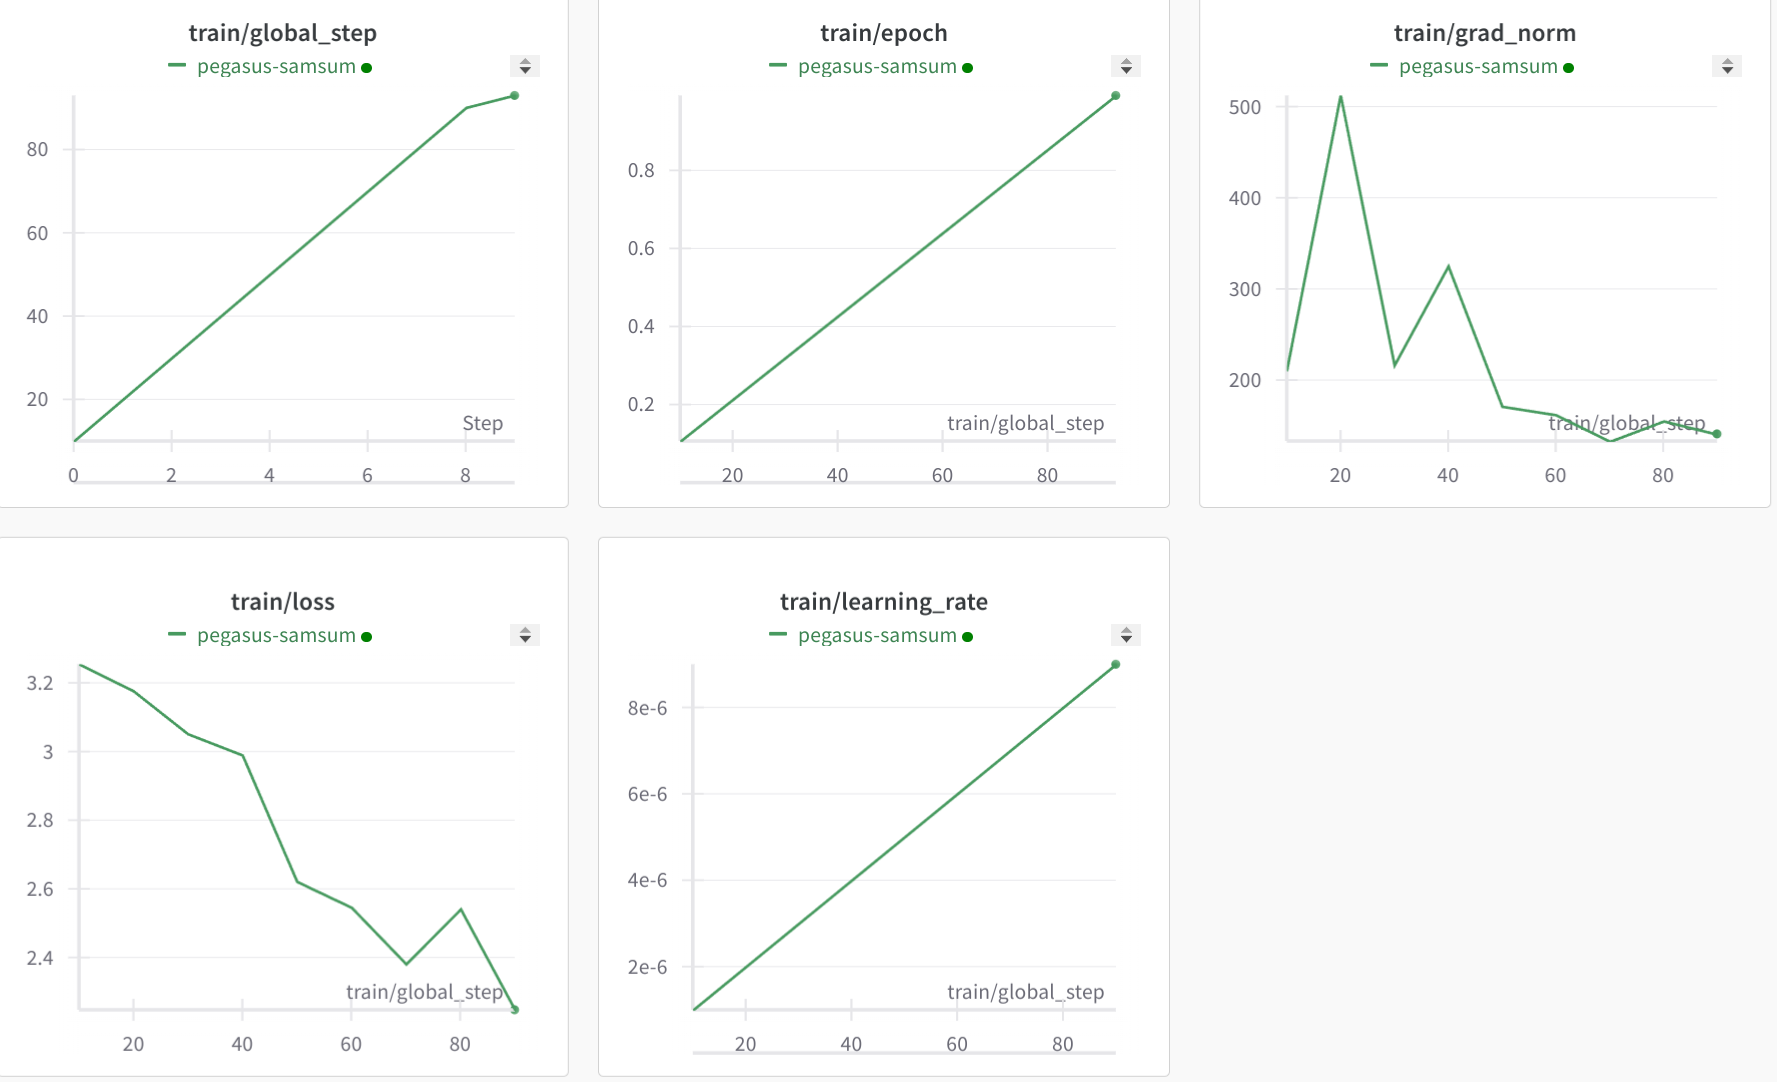 train/global_step
pegasus-samsum
80
60
40
20
Step
0 2 4 6 8
train/epoch
pegasus-samsum
0.8
0.6
0.4
0.2
train/global_step
20 40 60 80
train/grad_norm
pegasus-samsum
500
400
300
200
train/global_step
20 40 60 80
train/loss
pegasus-samsum
3.2
3
2.8
2.6
2.4
train/global_step
20 40 60 80
train/learning_rate
pegasus-samsum
8e-6
6e-6
4e-6
2e-6
train/global_step
20 40 60 80